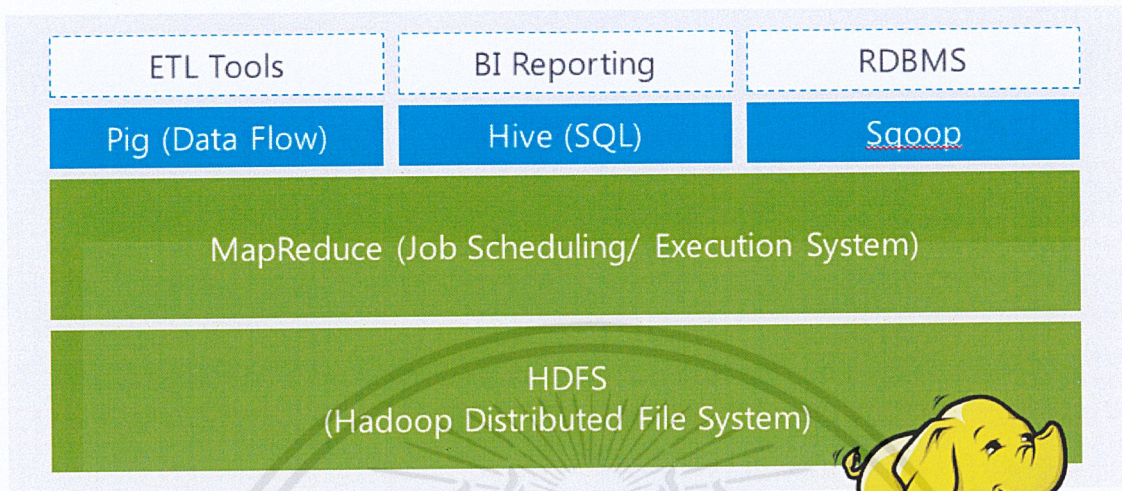 ETL Tools
BI Reporting
RDBMS
Pig (Data Flow)
Hive (SQL)
Sqoop
MapReduce (Job Scheduling/ Execution System)
HDFS
(Hadoop Distributed File System)